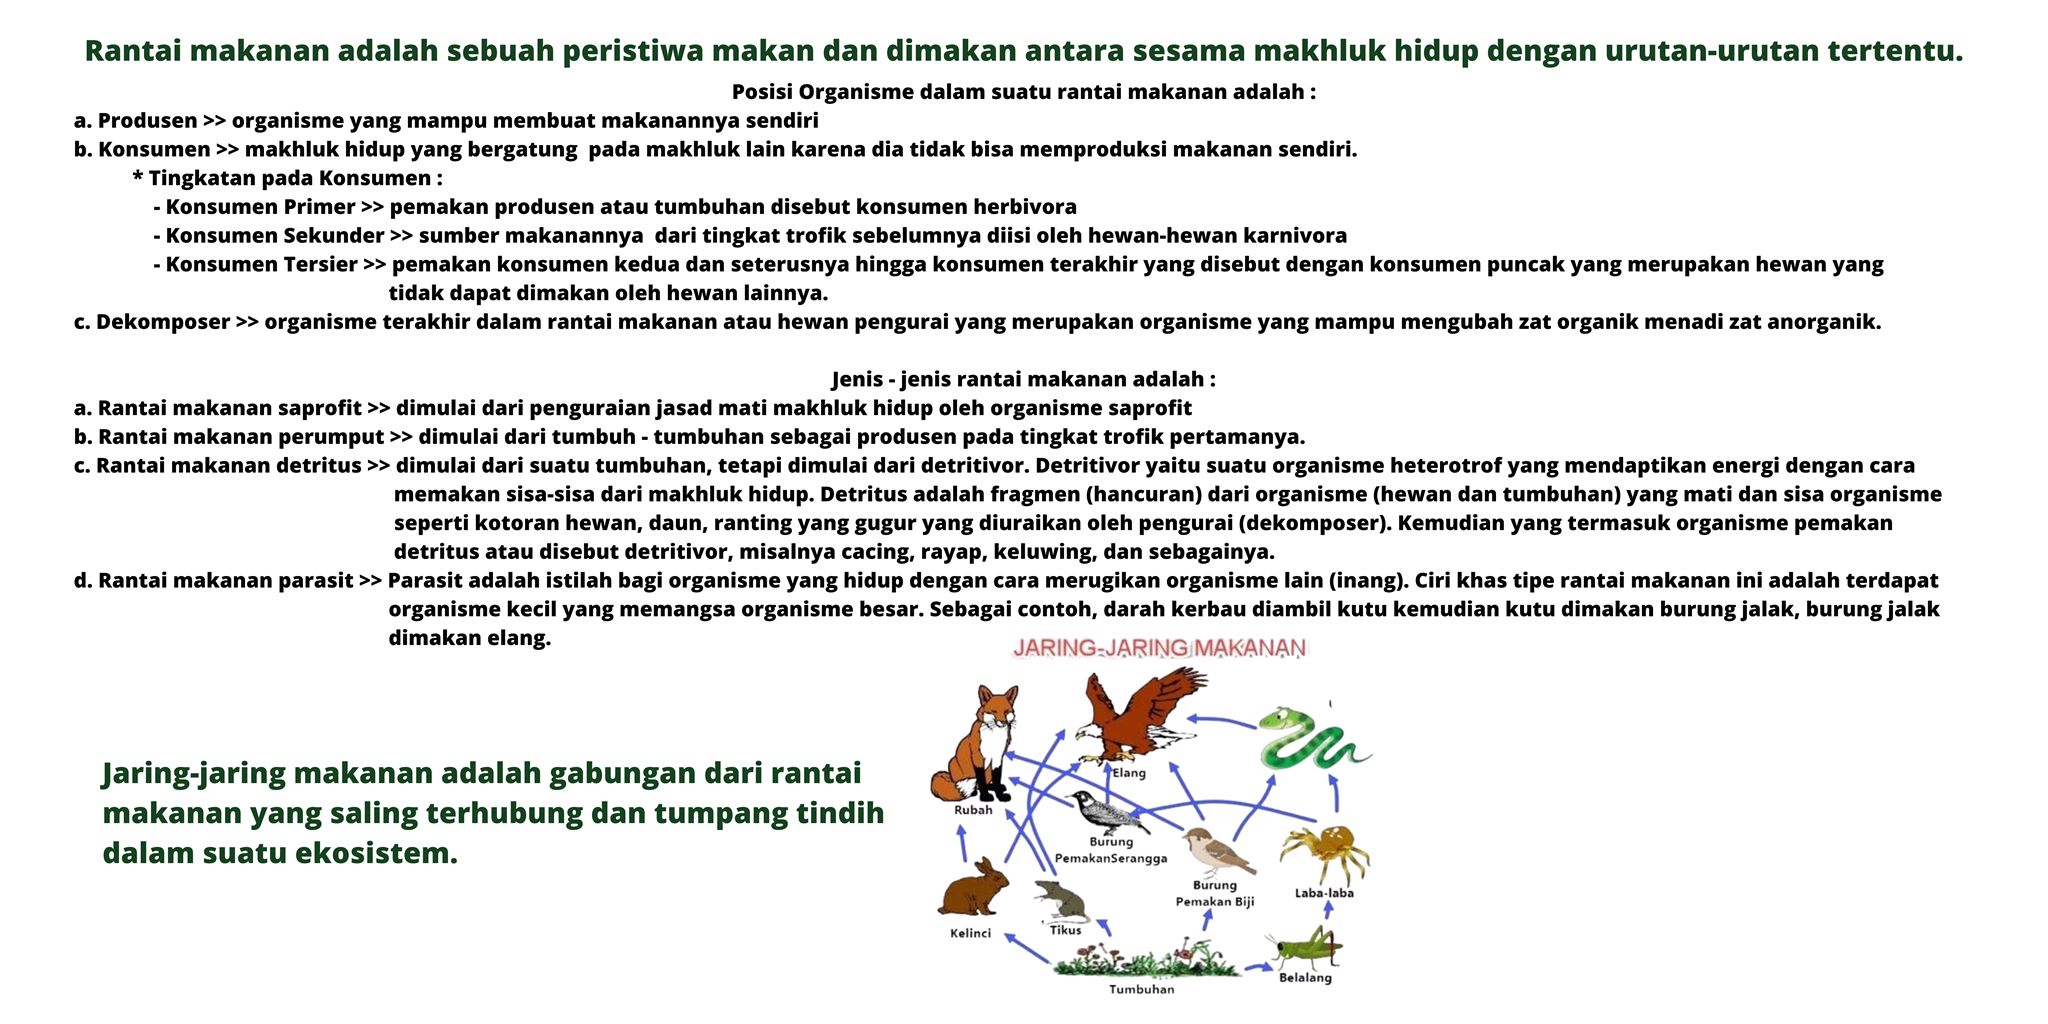 Rantai makanan adalah sebuah peristiwa makan dan dimakan antara sesama makhluk hidup dengan urutan-urutan tertentu.
Posisi Organisme dalam suatu rantai makanan adalah :
a. Produsen >> organisme yang mampu membuat makanannya sendiri
b. Konsumen >> makhluk hidup yang bergatung  pada makhluk lain karena dia tidak bisa memproduksi makanan sendiri.
* Tingkatan pada Konsumen :
- Konsumen Primer >> pemakan produsen atau tumbuhan disebut konsumen herbivora
- Konsumen Sekunder >> sumber makanannya  dari tingkat trofik sebelumnya diisi oleh hewan-hewan karnivora
- Konsumen Tersier >> pemakan konsumen kedua dan seterusnya hingga konsumen terakhir yang disebut dengan konsumen puncak yang merupakan hewan yang
tidak dapat dimakan oleh hewan lainnya.
c. Dekomposer >> organisme terakhir dalam rantai makanan atau hewan pengurai yang merupakan organisme yang mampu mengubah zat organik menadi zat anorganik.
Jenis - jenis rantai makanan adalah :
a. Rantai makanan saprofit >> dimulai dari penguraian jasad mati makhluk hidup oleh organisme saprofit
b. Rantai makanan perumput >> dimulai dari tumbuh - tumbuhan sebagai produsen pada tingkat trofik pertamanya.
c. Rantai makanan detritus >> dimulai dari suatu tumbuhan, tetapi dimulai dari detritivor. Detritivor yaitu suatu organisme heterotrof yang mendaptikan energi dengan cara
memakan sisa-sisa dari makhluk hidup. Detritus adalah fragmen (hancuran) dari organisme (hewan dan tumbuhan) yang mati dan sisa organisme
seperti kotoran hewan, daun, ranting yang gugur yang diuraikan oleh pengurai (dekomposer). Kemudian yang termasuk organisme pemakan
detritus atau disebut detritivor, misalnya cacing, rayap, keluwing, dan sebagainya.
d. Rantai makanan parasit >> Parasit adalah istilah bagi organisme yang hidup dengan cara merugikan organisme lain (inang). Ciri khas tipe rantai makanan ini adalah terdapat
organisme kecil yang memangsa organisme besar. Sebagai contoh, darah kerbau diambil kutu kemudian kutu dimakan burung jalak, burung jalak
dimakan elang.
JARING-JARING MAKANAN
Jaring-jaring makanan adalah gabungan dari rantai
makanan yang saling terhubung dan tumpang tindih
dalam suatu ekosistem.
Elang
Rubah
Burung
PemakanSerangga
Burung
Pemakan Biji
Laba-laba
Kelinci
Tikus
Belalang
Tumbuhan